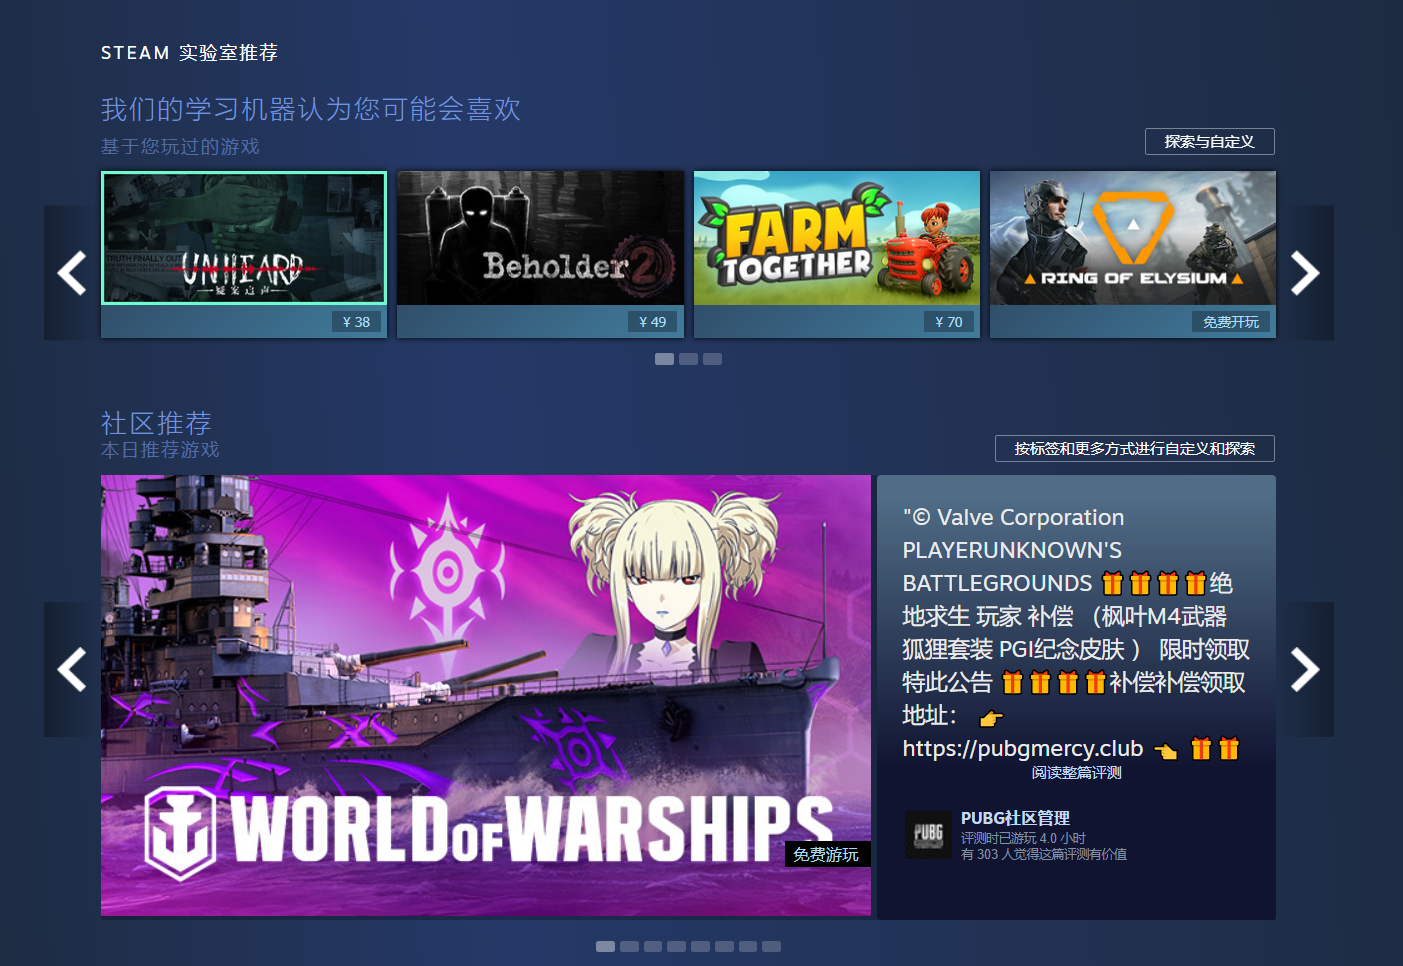 STEAM 实验室推荐
我们的学习机器认为您可能会喜欢
基于您玩过的游戏
探索与自定义
TRUTH FINALLY OUT
UNHEARD
疑案追声
Beholder 2
FARM
TOGETHER
RING OF ELYSIUM
¥ 38
¥ 49
¥ 70
免费开玩
社区推荐
本日推荐游戏
按标签和更多方式进行自定义和探索
WORLD OF WARSHIPS
免费游玩
"© Valve Corporation
PLAYERUNKNOWN'S
BATTLEGROUNDS 🎁🎁🎁🎁绝
地求生 玩家 补偿 （枫叶M4武器
狐狸套装 PGI纪念皮肤 ） 限时领取
特此公告 🎁🎁🎁🎁补偿补偿领取
地址： 👉
https://pubgmercy.club 👈 🎁🎁
阅读整篇评测
PUBG
PUBG社区管理
评测时已游玩 4.0 小时
有 303 人觉得这篇评测有价值